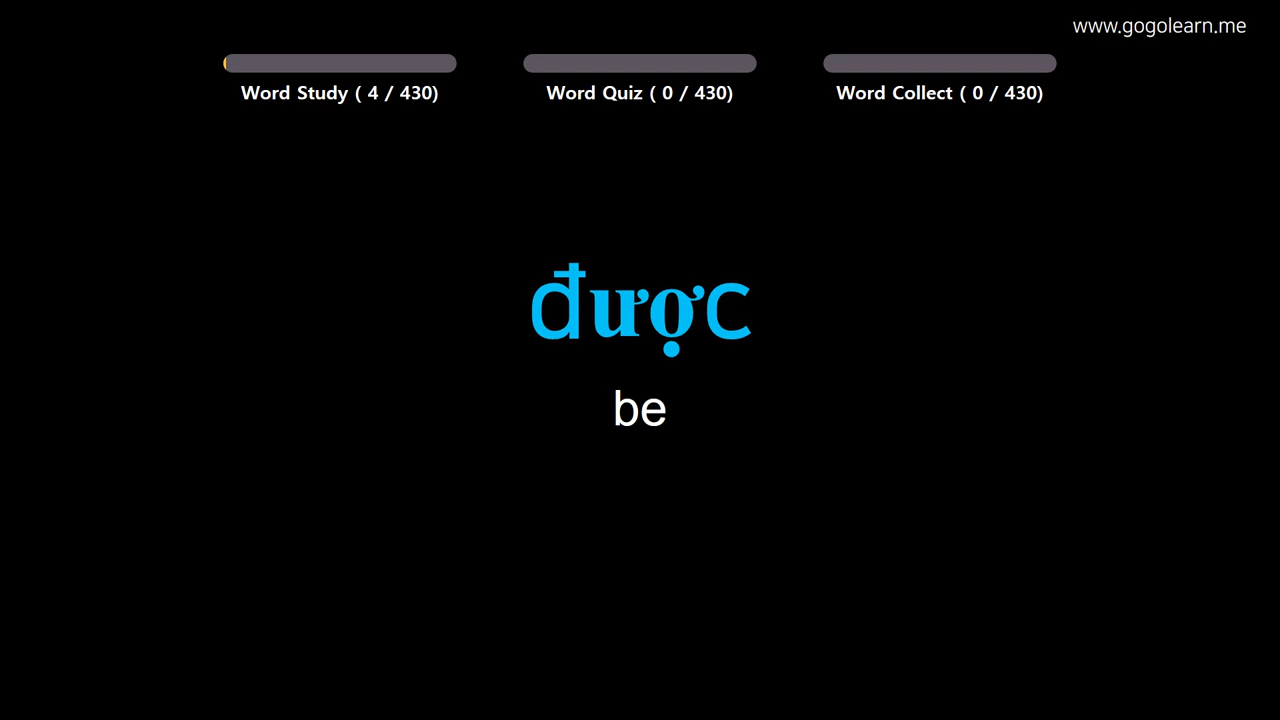 www.gogolearn.me
Word Study ( 4 / 430)
Word Quiz ( 0 / 430)
Word Collect ( 0 / 430)
được
be